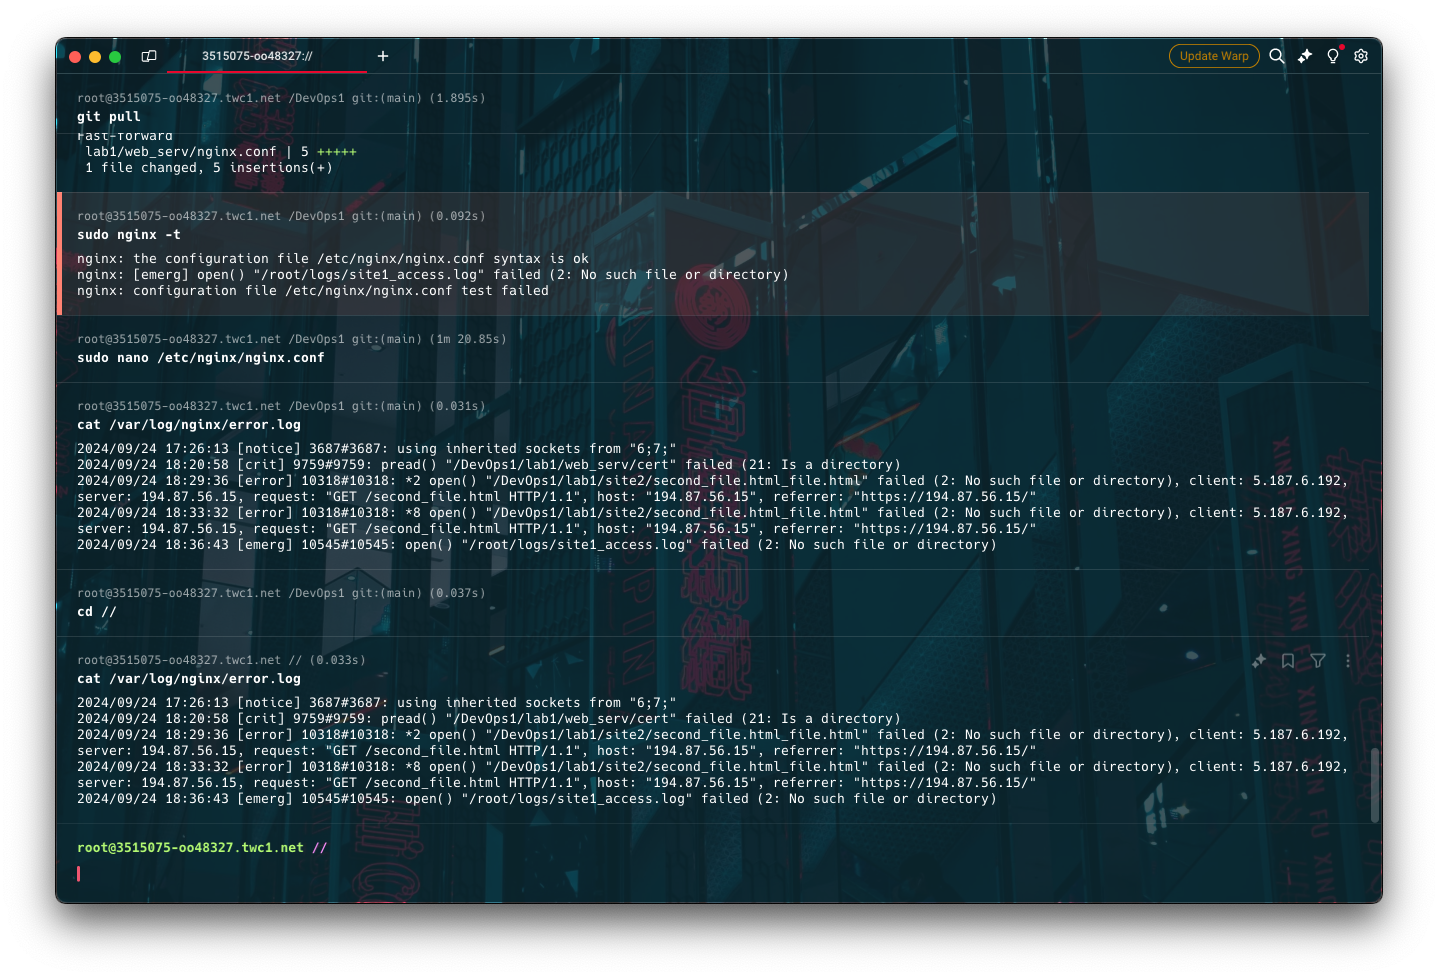 3515075-oo48327://
Update Warp
root@3515075-oo48327.twc1.net /DevOps1 git:(main) (1.895s)
git pull
Fast-forward
lab1/web_serv/nginx.conf | 5 +++++
1 file changed, 5 insertions(+)
root@3515075-oo48327.twc1.net /DevOps1 git:(main) (0.092s)
sudo nginx -t
nginx: the configuration file /etc/nginx/nginx.conf syntax is ok
nginx: [emerg] open() "/root/logs/site1_access.log" failed (2: No such file or directory)
nginx: configuration file /etc/nginx/nginx.conf test failed
root@3515075-oo48327.twc1.net /DevOps1 git:(main) (1m 20.85s)
sudo nano /etc/nginx/nginx.conf
root@3515075-oo48327.twc1.net /DevOps1 git:(main) (0.031s)
cat /var/log/nginx/error.log
2024/09/24 17:26:13 [notice] 3687#3687: using inherited sockets from "6;7;"
2024/09/24 18:20:58 [crit] 9759#9759: pread() "/DevOps1/lab1/web_serv/cert" failed (21: Is a directory)
2024/09/24 18:29:36 [error] 10318#10318: *2 open() "/DevOps1/lab1/site2/second_file.html_file.html" failed (2: No such file or directory), client: 5.187.6.192,
server: 194.87.56.15, request: "GET /second_file.html HTTP/1.1", host: "194.87.56.15", referrer: "https://194.87.56.15/"
2024/09/24 18:33:32 [error] 10318#10318: *8 open() "/DevOps1/lab1/site2/second_file.html_file.html" failed (2: No such file or directory), client: 5.187.6.192,
server: 194.87.56.15, request: "GET /second_file.html HTTP/1.1", host: "194.87.56.15", referrer: "https://194.87.56.15/"
2024/09/24 18:36:43 [emerg] 10545#10545: open() "/root/logs/site1_access.log" failed (2: No such file or directory)
root@3515075-oo48327.twc1.net /DevOps1 git:(main) (0.037s)
cd //
root@3515075-oo48327.twc1.net // (0.033s)
cat /var/log/nginx/error.log
2024/09/24 17:26:13 [notice] 3687#3687: using inherited sockets from "6;7;"
2024/09/24 18:20:58 [crit] 9759#9759: pread() "/DevOps1/lab1/web_serv/cert" failed (21: Is a directory)
2024/09/24 18:29:36 [error] 10318#10318: *2 open() "/DevOps1/lab1/site2/second_file.html_file.html" failed (2: No such file or directory), client: 5.187.6.192,
server: 194.87.56.15, request: "GET /second_file.html HTTP/1.1", host: "194.87.56.15", referrer: "https://194.87.56.15/"
2024/09/24 18:33:32 [error] 10318#10318: *8 open() "/DevOps1/lab1/site2/second_file.html_file.html" failed (2: No such file or directory), client: 5.187.6.192,
server: 194.87.56.15, request: "GET /second_file.html HTTP/1.1", host: "194.87.56.15", referrer: "https://194.87.56.15/"
2024/09/24 18:36:43 [emerg] 10545#10545: open() "/root/logs/site1_access.log" failed (2: No such file or directory)
root@3515075-oo48327.twc1.net //